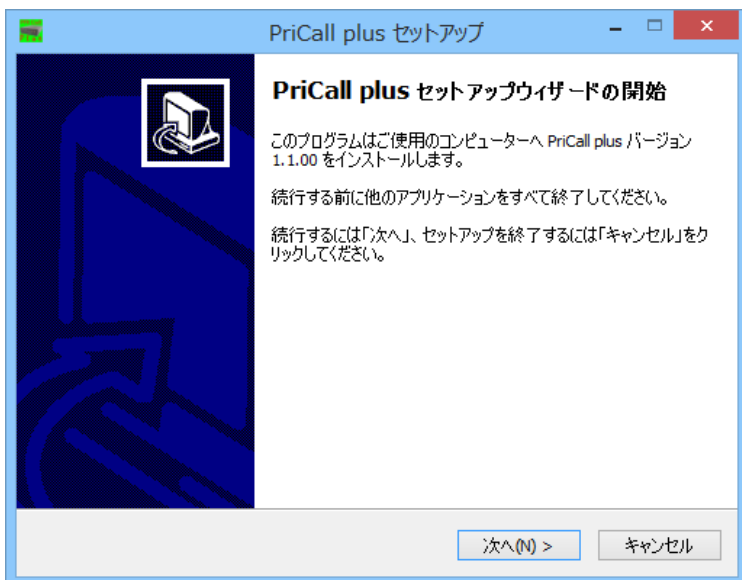 PriCall plus セットアップ
PriCall plus セットアップウィザードの開始
このプログラムはご使用のコンピューターへ PriCall plus バージョン
1.1.00 をインストールします。
続行する前に他のアプリケーションをすべて終了してください。
続行するには「次へ」、セットアップを終了するには「キャンセル」をク
リックしてください。
次へ(N) >
キャンセル